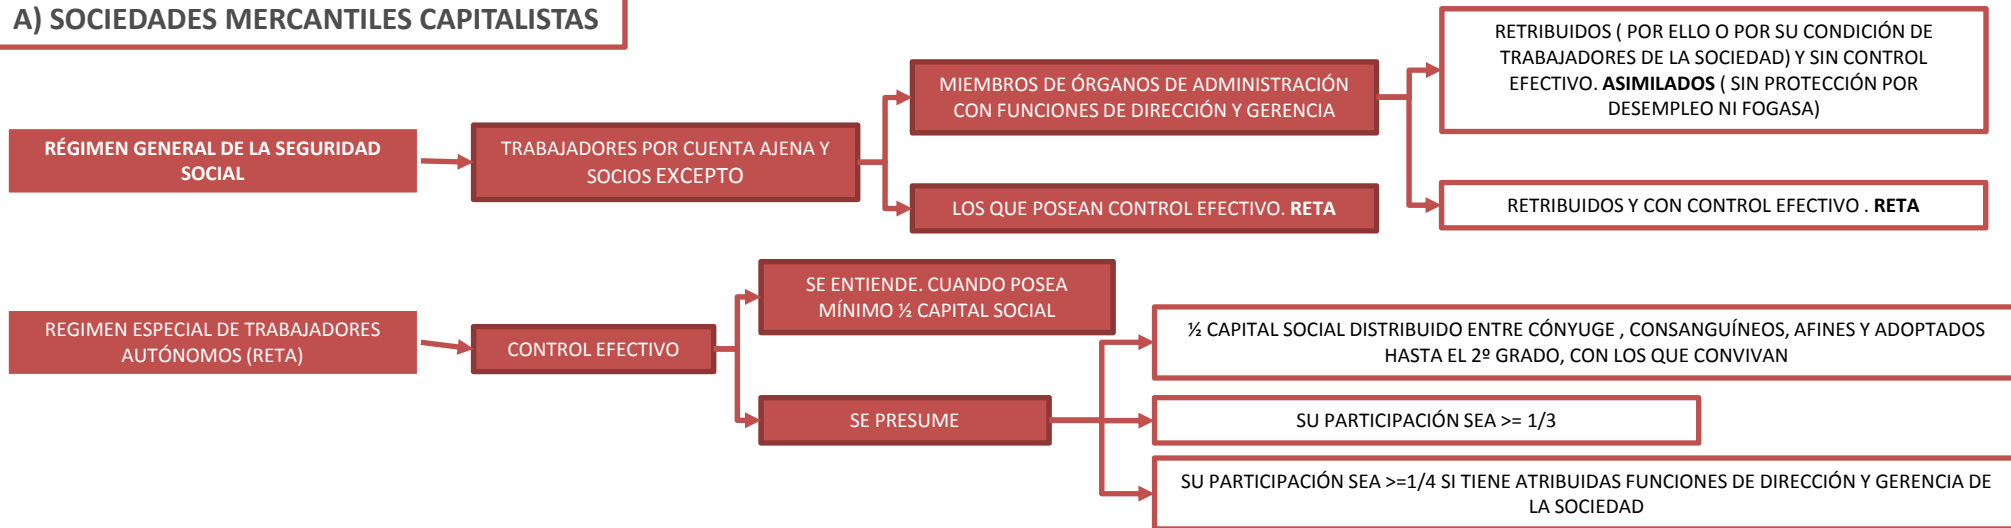 A) SOCIEDADES MERCANTILES CAPITALISTAS
RÉGIMEN GENERAL DE LA SEGURIDAD
SOCIAL
TRABAJADORES POR CUENTA AJENA Y
SOCIOS EXCEPTO
MIEMBROS DE ÓRGANOS DE ADMINISTRACIÓN
CON FUNCIONES DE DIRECCIÓN Y GERENCIA
RETRIBUIDOS ( POR ELLO O POR SU CONDICIÓN DE
TRABAJADORES DE LA SOCIEDAD) Y SIN CONTROL
EFECTIVO. ASIMILADOS ( SIN PROTECCIÓN POR
DESEMPLEO NI FOGASA)
LOS QUE POSEAN CONTROL EFECTIVO. RETA
RETRIBUIDOS Y CON CONTROL EFECTIVO . RETA
REGIMEN ESPECIAL DE TRABAJADORES
AUTÓNOMOS (RETA)
CONTROL EFECTIVO
SE ENTIENDE. CUANDO POSEA
MÍNIMO ½ CAPITAL SOCIAL
SE PRESUME
½ CAPITAL SOCIAL DISTRIBUIDO ENTRE CÓNYUGE , CONSANGUÍNEOS, AFINES Y ADOPTADOS
HASTA EL 2º GRADO, CON LOS QUE CONVIVAN
SU PARTICIPACIÓN SEA >= 1/3
SU PARTICIPACIÓN SEA >=1/4 SI TIENE ATRIBUIDAS FUNCIONES DE DIRECCIÓN Y GERENCIA DE
LA SOCIEDAD